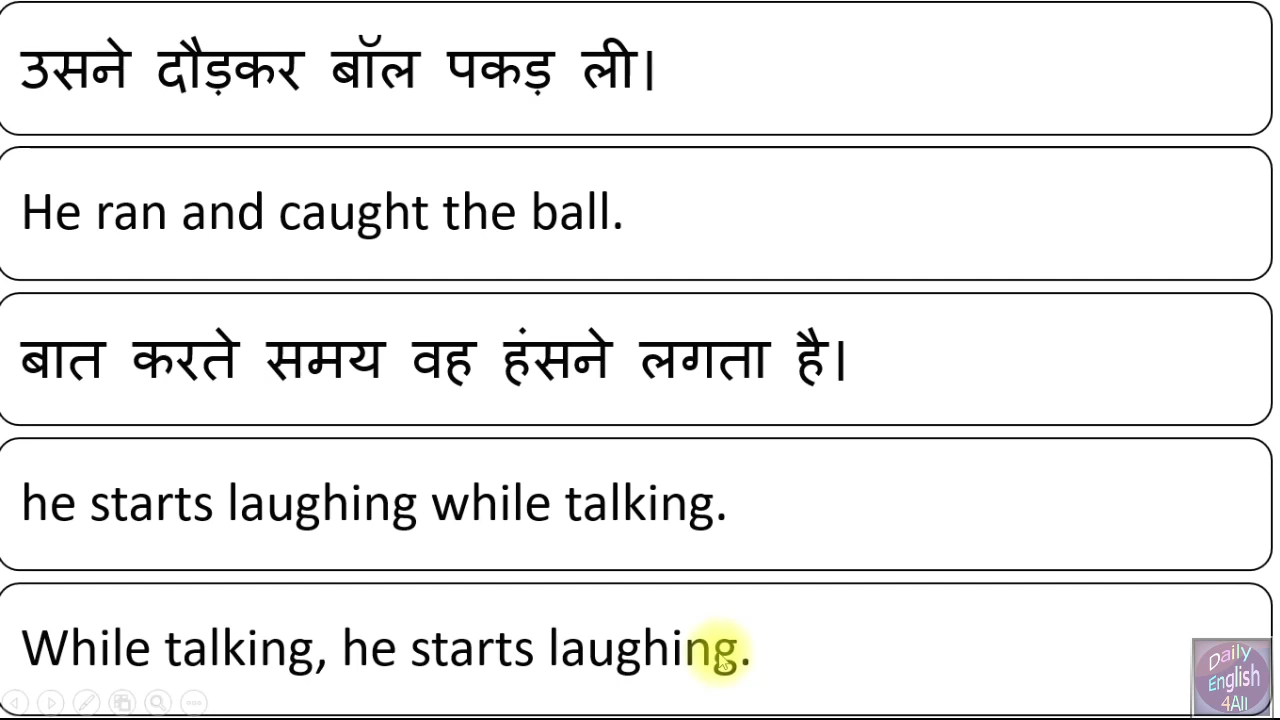 उसने दौड़कर बॉल पकड़ ली।
He ran and caught the ball.
बात करते समय वह हंसने लगता है।
he starts laughing while talking.
While talking, he starts laughing.
Daily
English
4All